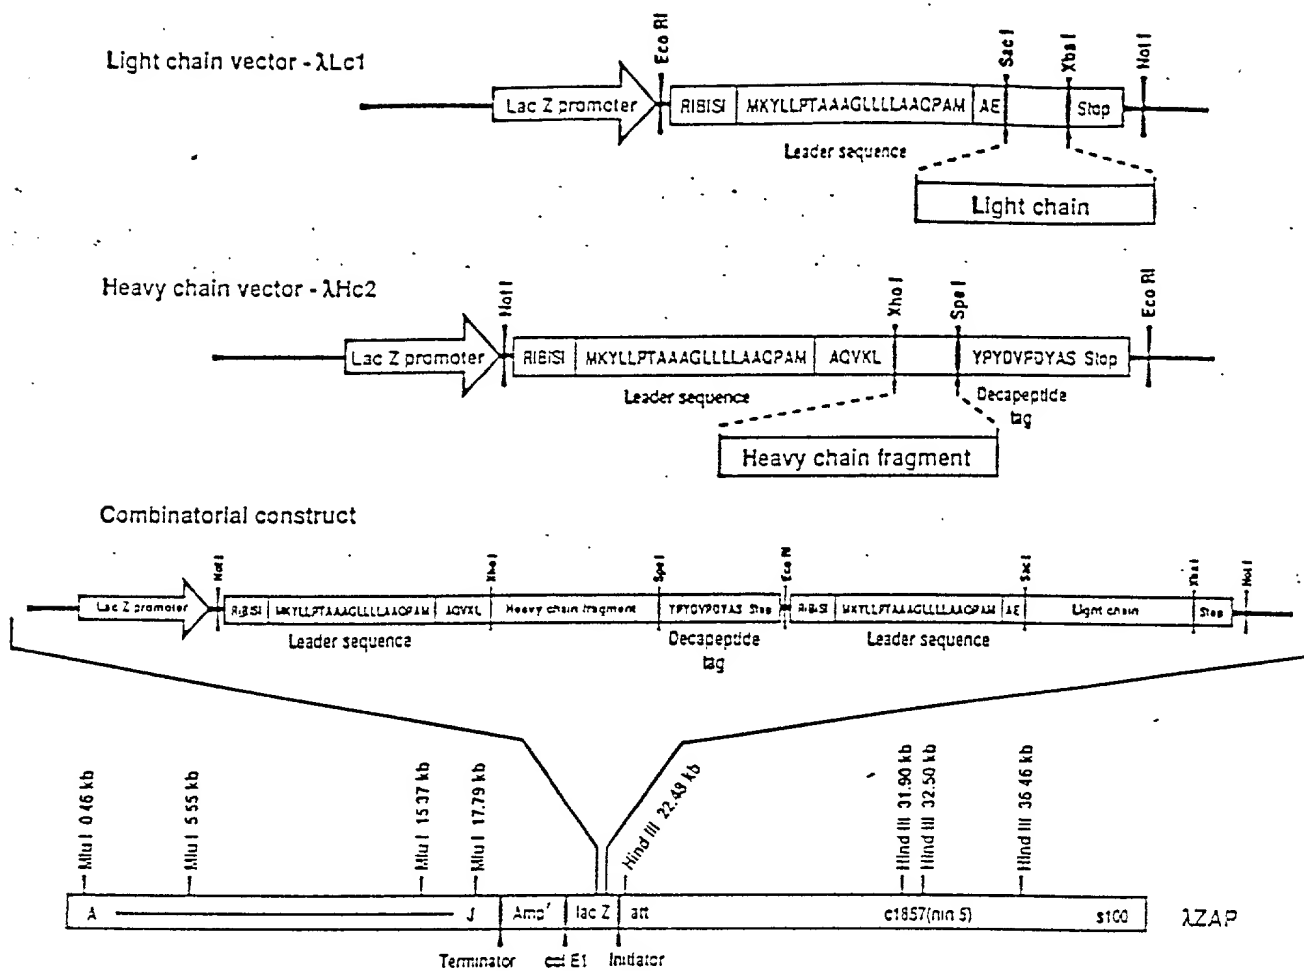 Light chain vector - λLc1
Eco RI
Sac I
Xba I
Not I
Lac Z promoter
RIBISI
MKYLLPTAAAGLLLLAAQPAM
AE
Stop
Leader sequence
Light chain
Heavy chain vector - λHc2
Not I
Xho I
Spe I
Eco RI
Lac Z promoter
RIBISI
MKYLLPTAAAGLLLLAAQPAM
AQVKL
YPYDVPDYAS Stop
Leader sequence
Decapeptide
tag
Heavy chain fragment
Combinatorial construct
Not I
Xho I
Spe I
Eco RI
Sac I
Xba I
Not I
Lac Z promoter
RIBISI
MKYLLPTAAAGLLLLAAQPAM
AQVKL
Heavy chain fragment
YPYDVPDYAS Stop
RIBISI
MKYLLPTAAAGLLLLAAQPAM
AE
Light chain
Stop
Leader sequence
Decapeptide
tag
Leader sequence
Mlu I 0.46 kb
Mlu I 5.55 kb
Mlu I 15.37 kb
Mlu I 17.79 kb
Hind III 22.48 kb
Hind III 31.90 kb
Hind III 32.50 kb
Hind III 36.46 kb
A
J
Ampʳ
lac Z
att
c1857(nin 5)
s100
λZAP
Terminator
col E1
Initiator